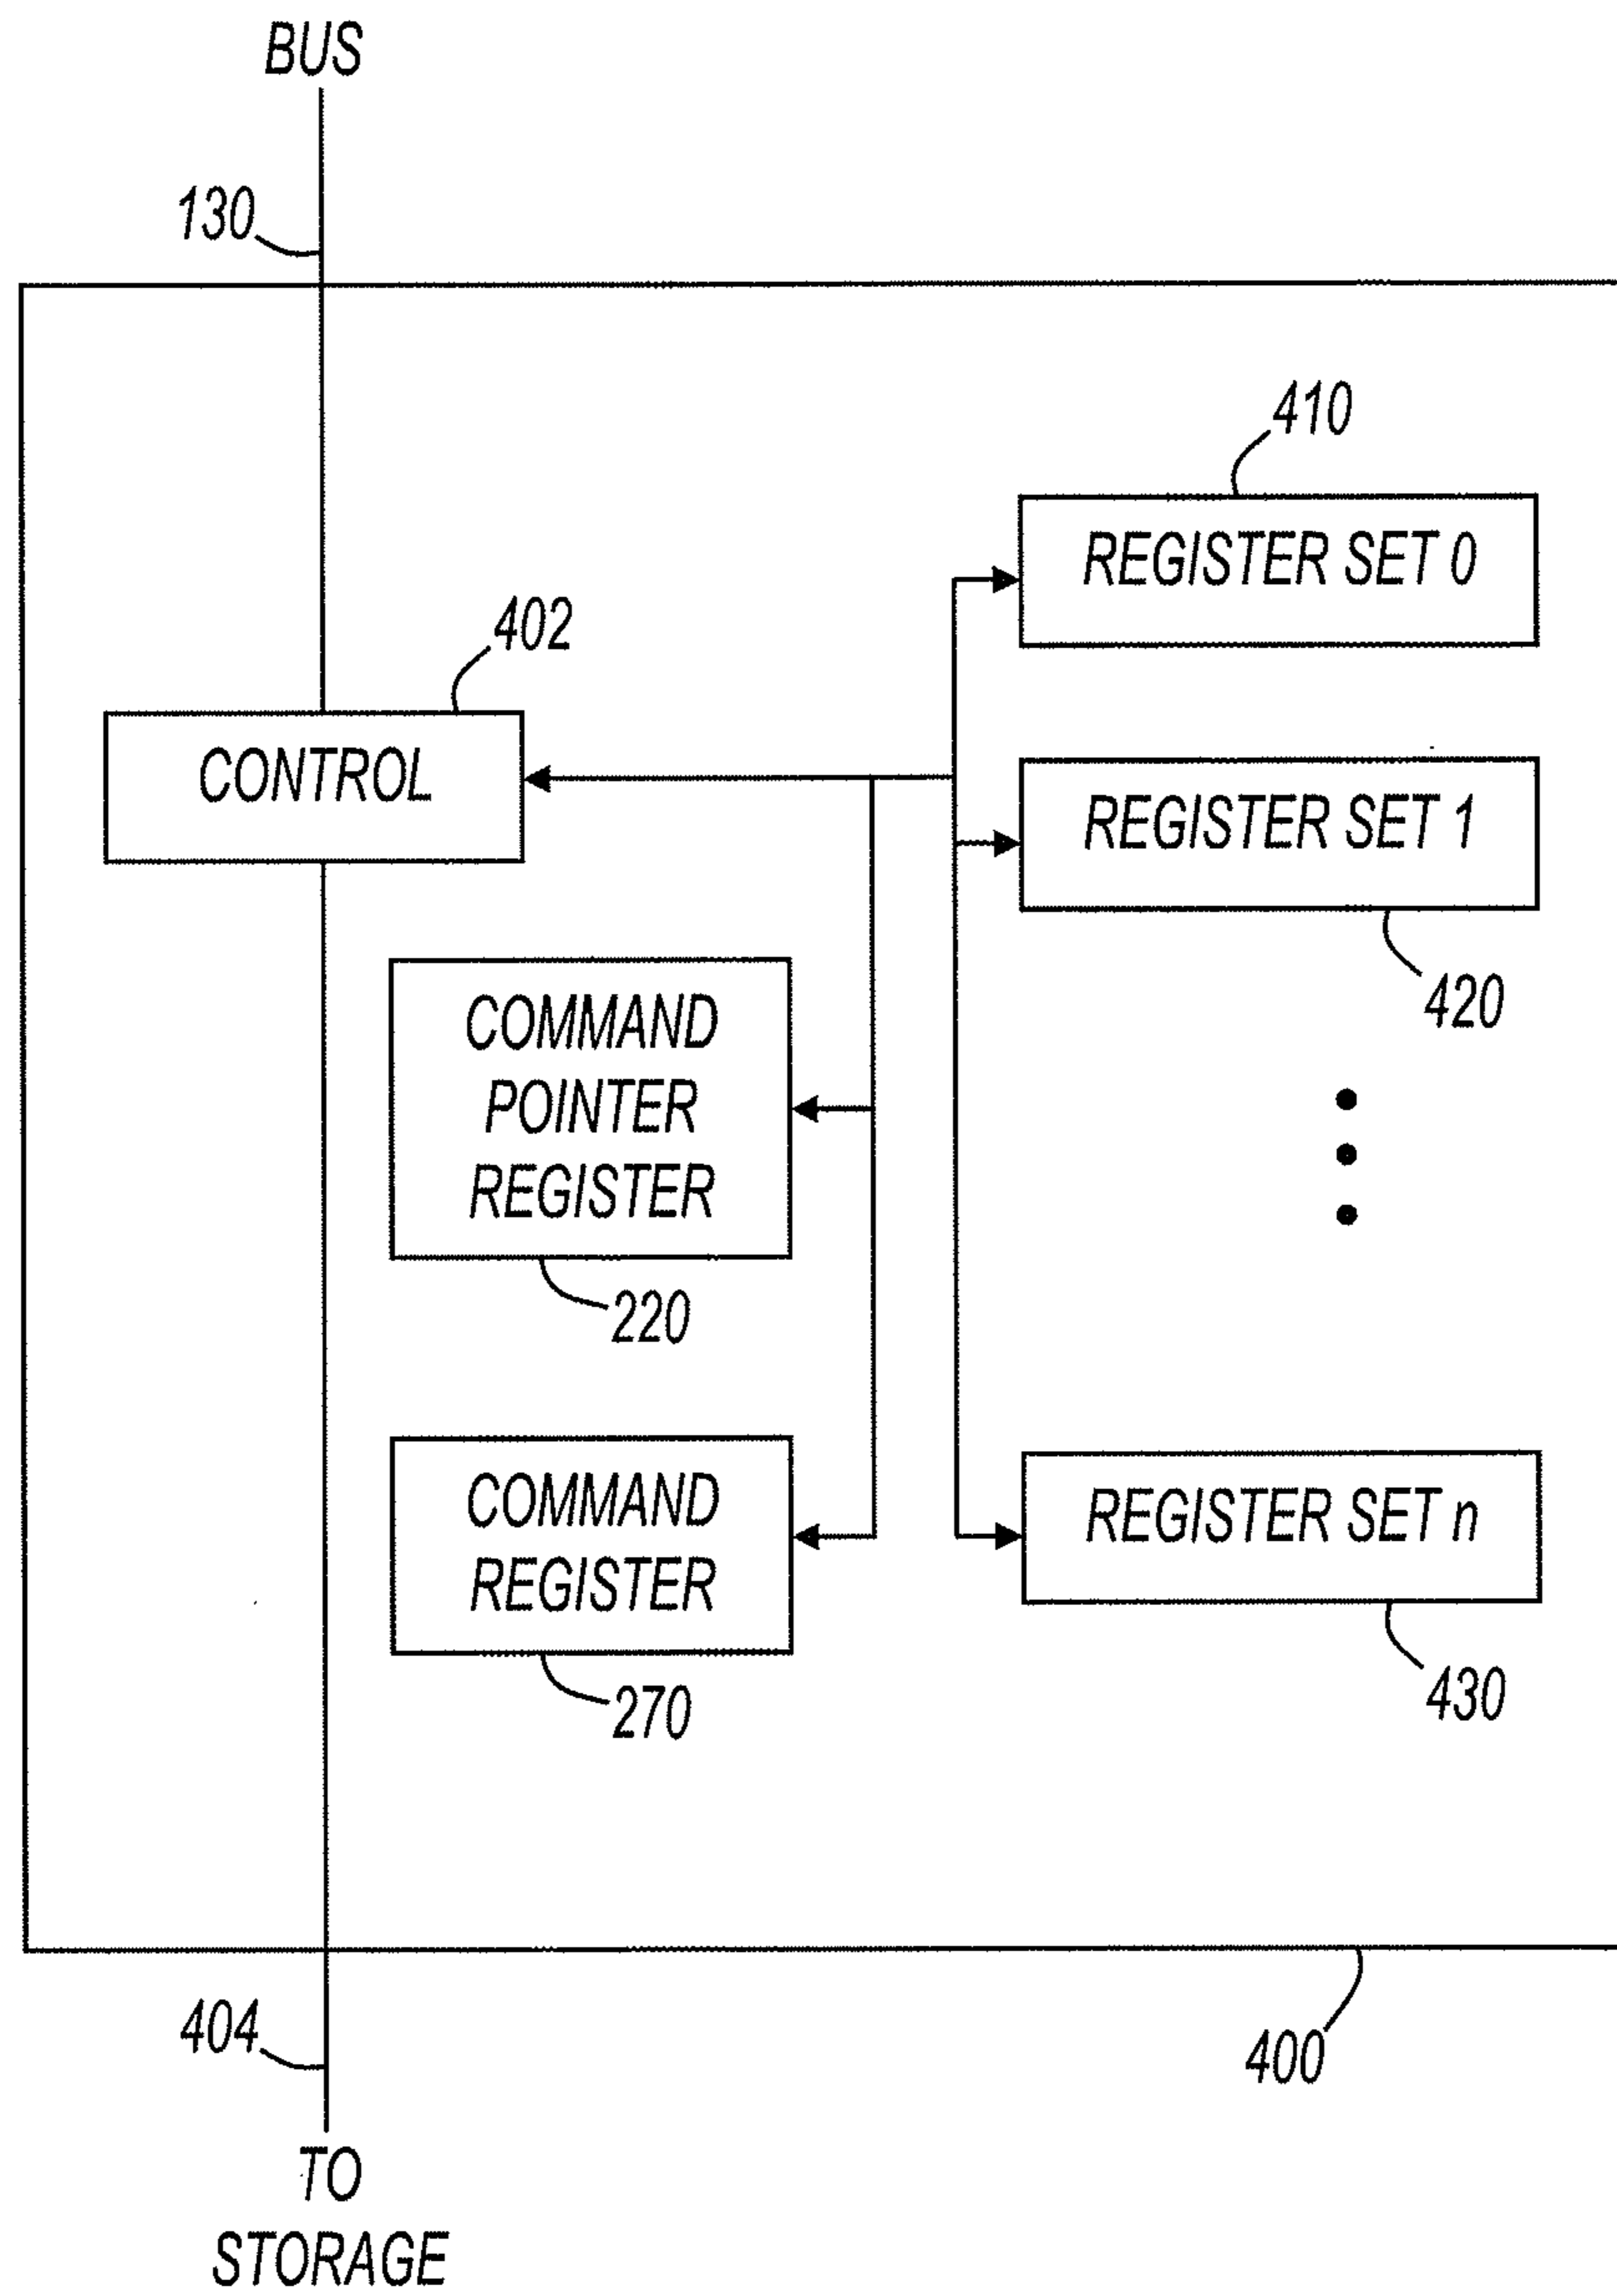 BUS
130
410
REGISTER SET 0
402
CONTROL
REGISTER SET 1
420
COMMAND
POINTER
REGISTER
220
COMMAND
REGISTER
270
REGISTER SET n
430
404
400
TO
STORAGE